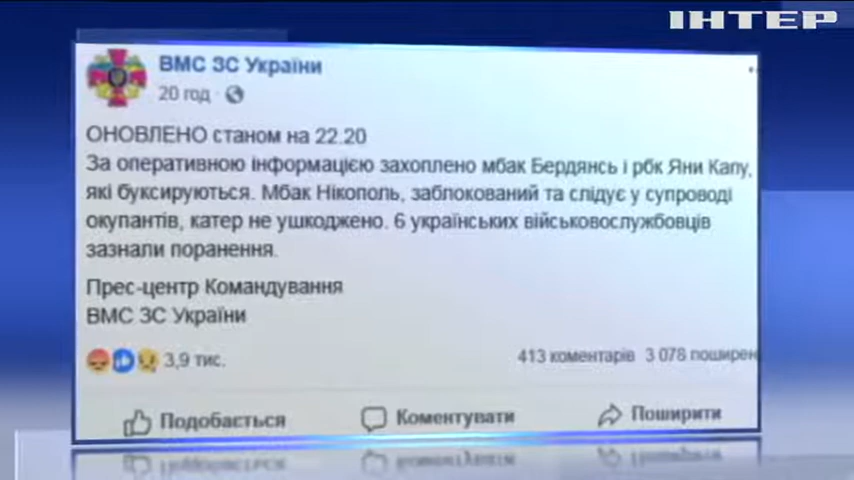 ІНТЕР
ВМС ЗС України
20 год ·
ОНОВЛЕНО станом на 22.20
За оперативною інформацією захоплено мбак Бердянсь і рбк Яни Капу,
які буксируються. Мбак Нікополь, заблокований та слідує у супроводі
окупантів, катер не ушкоджено. 6 українських військовослужбовців
зазнали поранення.
Прес-центр Командування
ВМС ЗС України
3,9 тис.
413 коментарів 3 078 поширен
Подобається Коментувати Поширити